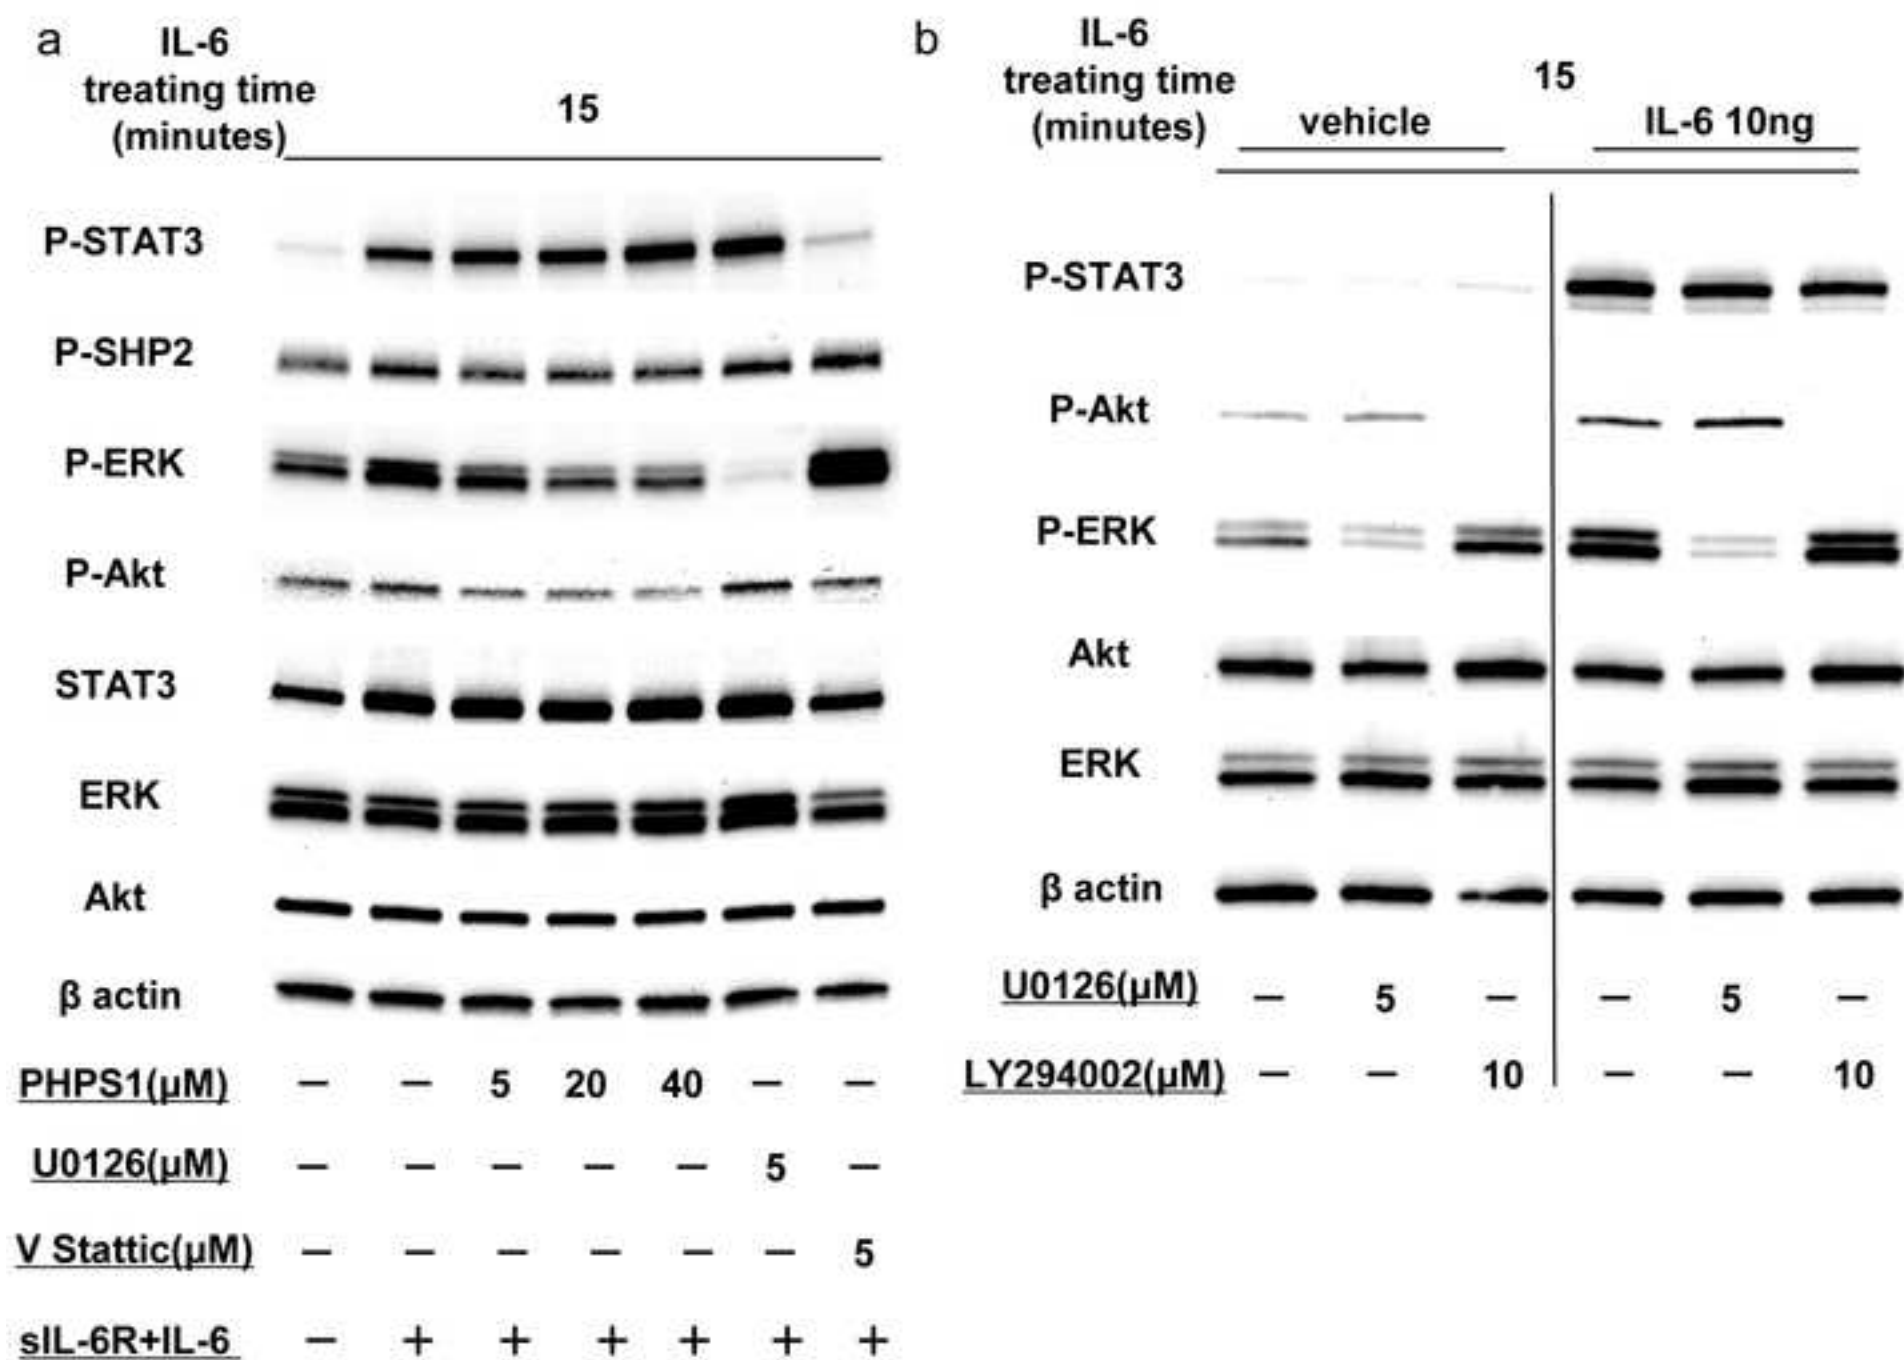 a
IL-6
treating time
(minutes)
15
P-STAT3
P-SHP2
P-ERK
P-Akt
STAT3
ERK
Akt
β actin
PHPS1(μM) − − 5 20 40 − −
U0126(μM) − − − − − 5 −
V Stattic(μM) − − − − − − 5
sIL-6R+IL-6 − + + + + + +
b
IL-6
treating time
(minutes)
15
vehicle IL-6 10ng
P-STAT3
P-Akt
P-ERK
Akt
ERK
β actin
U0126(μM) − 5 − − 5 −
LY294002(μM) − − 10 − − 10